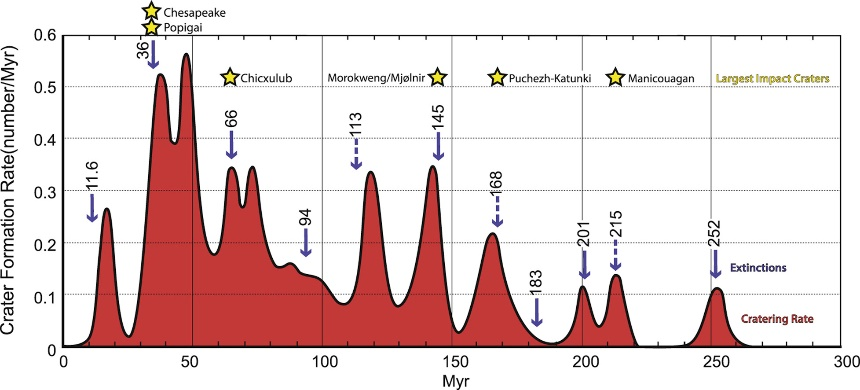 Chesapeake
Popigai
Crater Formation Rate(number/Myr)
0.6
0.5
0.4
0.3
0.2
0.1
0
36
Chicxulub
Morokweng/Mjølnir
Puchezh-Katunki
Manicouagan
Largest Impact Craters
11.6
66
94
113
145
168
183
201
215
252
Extinctions
Cratering Rate
0 50 100 150 200 250 300
Myr